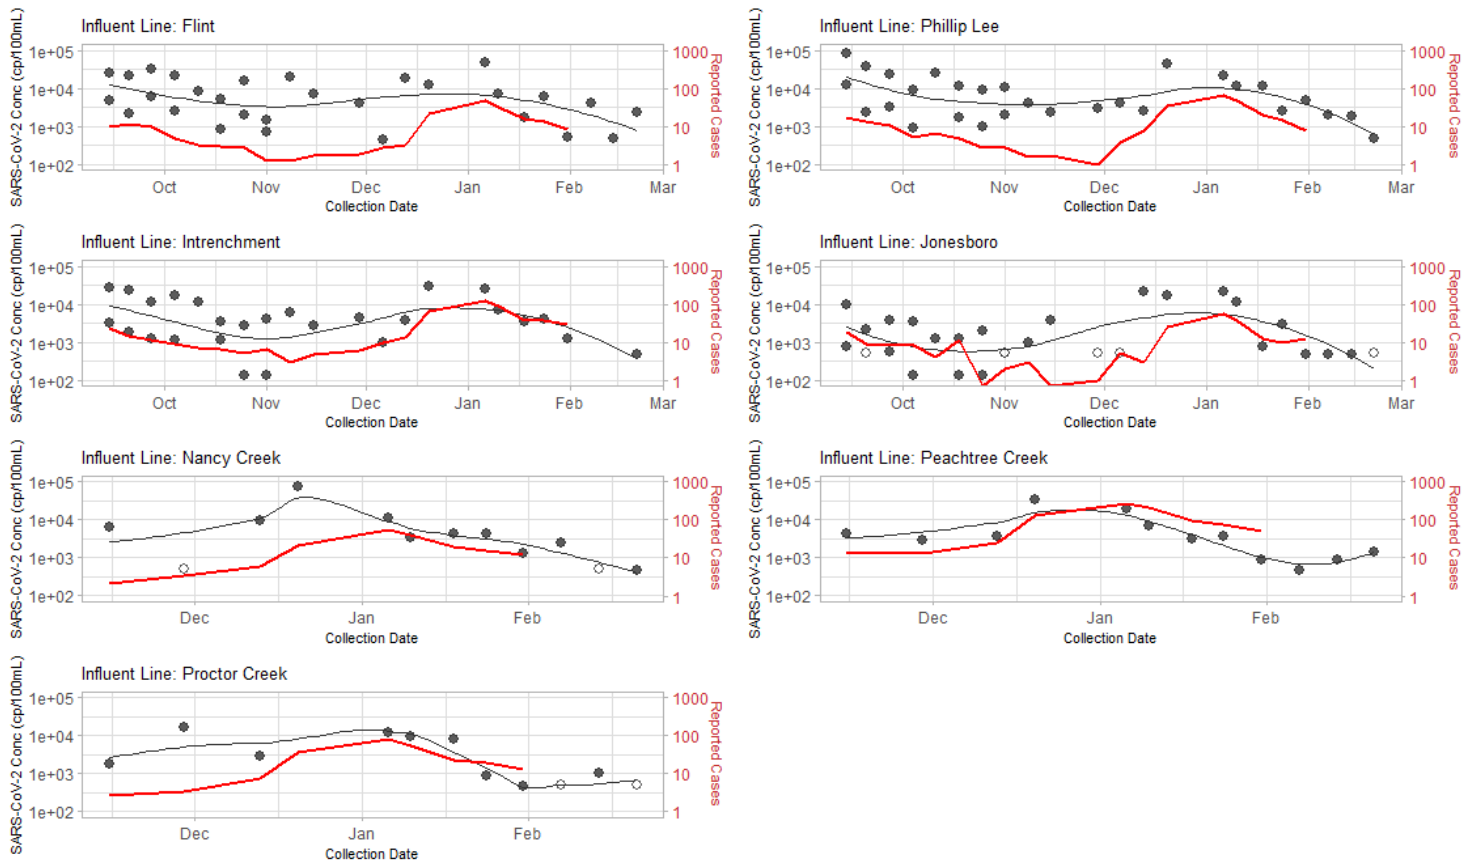 Influent Line: Flint
SARS-CoV-2 Conc (cp/100mL)
1e+05
1e+04
1e+03
1e+02
1000
100
10
1
Reported Cases
Oct Nov Dec Jan Feb Mar
Collection Date
Influent Line: Phillip Lee
SARS-CoV-2 Conc (cp/100mL)
1e+05
1e+04
1e+03
1e+02
1000
100
10
1
Reported Cases
Oct Nov Dec Jan Feb Mar
Collection Date
Influent Line: Intrenchment
SARS-CoV-2 Conc (cp/100mL)
1e+05
1e+04
1e+03
1e+02
1000
100
10
1
Reported Cases
Oct Nov Dec Jan Feb Mar
Collection Date
Influent Line: Jonesboro
SARS-CoV-2 Conc (cp/100mL)
1e+05
1e+04
1e+03
1e+02
1000
100
10
1
Reported Cases
Oct Nov Dec Jan Feb Mar
Collection Date
Influent Line: Nancy Creek
SARS-CoV-2 Conc (cp/100mL)
1e+05
1e+04
1e+03
1e+02
1000
100
10
1
Reported Cases
Dec Jan Feb
Collection Date
Influent Line: Peachtree Creek
SARS-CoV-2 Conc (cp/100mL)
1e+05
1e+04
1e+03
1e+02
1000
100
10
1
Reported Cases
Dec Jan Feb
Collection Date
Influent Line: Proctor Creek
SARS-CoV-2 Conc (cp/100mL)
1e+05
1e+04
1e+03
1e+02
1000
100
10
1
Reported Cases
Dec Jan Feb
Collection Date